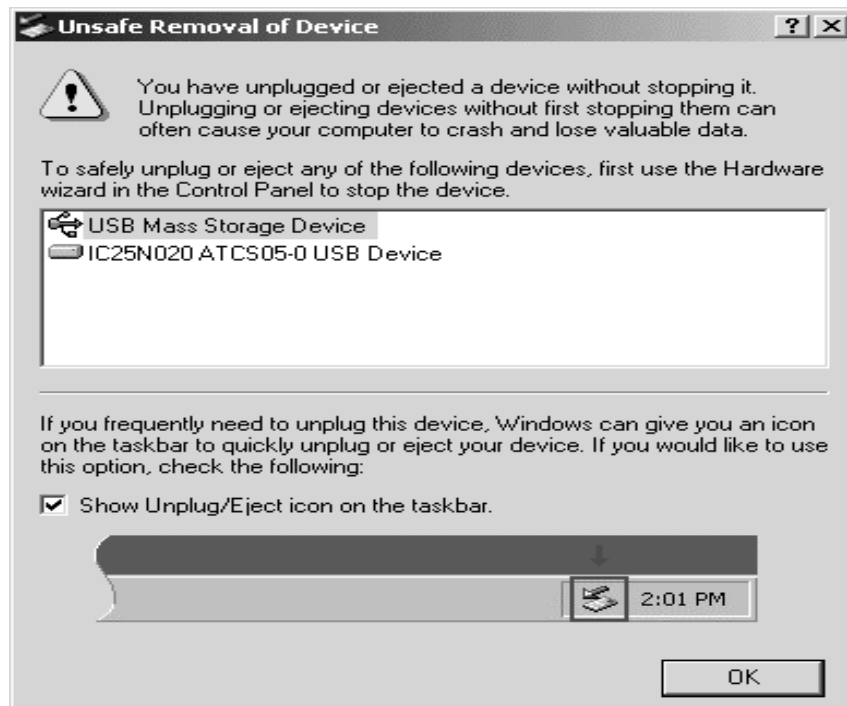 Unsafe Removal of Device
You have unplugged or ejected a device without stopping it.
Unplugging or ejecting devices without first stopping them can
often cause your computer to crash and lose valuable data.
To safely unplug or eject any of the following devices, first use the Hardware
wizard in the Control Panel to stop the device.
USB Mass Storage Device
IC25N020 ATCS05-0 USB Device
If you frequently need to unplug this device, Windows can give you an icon
on the taskbar to quickly unplug or eject your device. If you would like to use
this option, check the following:
Show Unplug/Eject icon on the taskbar.
2:01 PM
OK